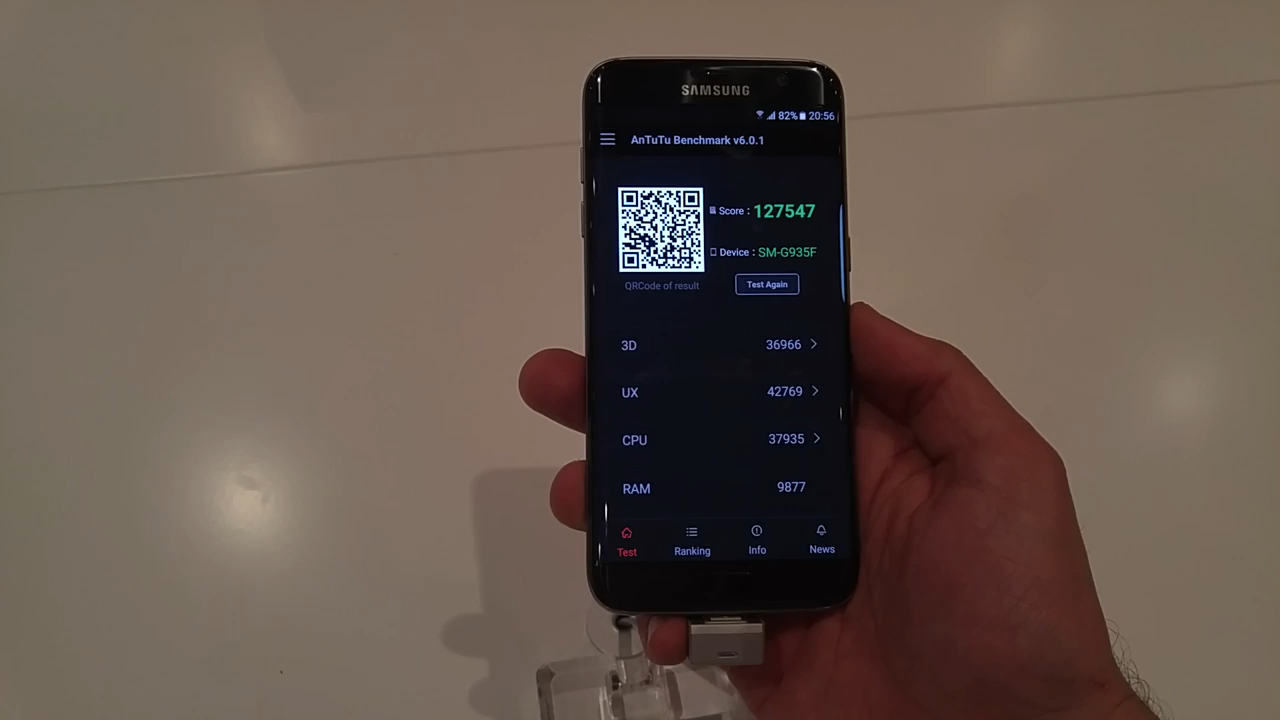 SAMSUNG
82% 20:56
AnTuTu Benchmark v6.0.1
Score : 127547
Device : SM-G935F
QRCode of result
Test Again
3D 36966
UX 42769
CPU 37935
RAM 9877
Test Ranking Info News